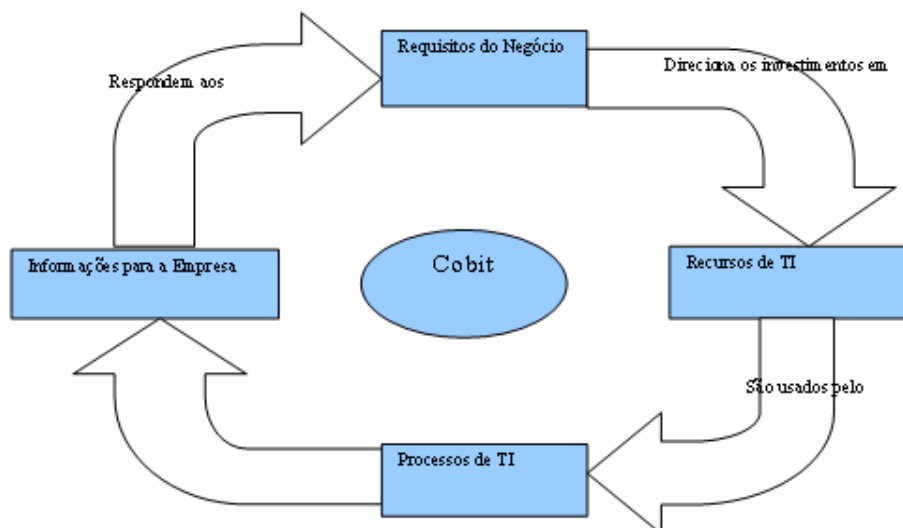 Requisitos do Negócio
Direciona os investimentos em
Respondem aos
Informações para a Empresa
Cobit
Recursos de TI
São usados pelo
Processos de TI